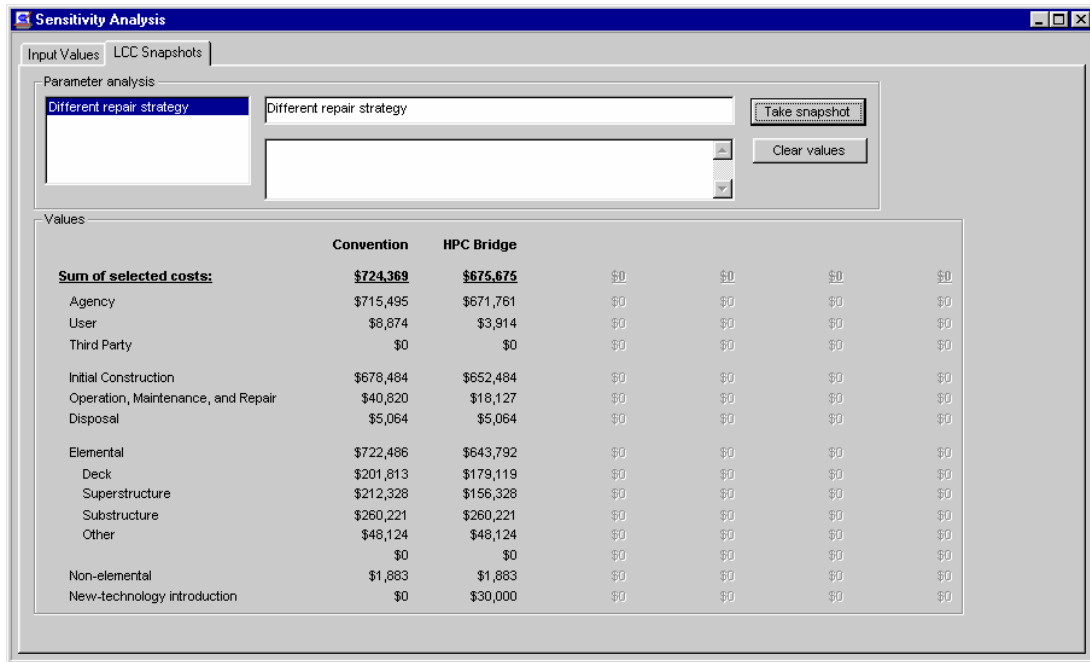 Sensitivity Analysis
Input Values LCC Snapshots
Parameter analysis
Different repair strategy Different repair strategy Take snapshot
Clear values
Values
Convention HPC Bridge
Sum of selected costs: $724,369 $675,675 $0 $0 $0 $0
Agency $715,495 $671,761 $0 $0 $0 $0
User $8,874 $3,914 $0 $0 $0 $0
Third Party $0 $0 $0 $0 $0 $0
Initial Construction $678,484 $652,484 $0 $0 $0 $0
Operation, Maintenance, and Repair $40,820 $18,127 $0 $0 $0 $0
Disposal $5,064 $5,064 $0 $0 $0 $0
Elemental $722,486 $643,792 $0 $0 $0 $0
Deck $201,813 $179,119 $0 $0 $0 $0
Superstructure $212,328 $156,328 $0 $0 $0 $0
Substructure $260,221 $260,221 $0 $0 $0 $0
Other $48,124 $48,124 $0 $0 $0 $0
$0 $0 $0 $0 $0 $0
Non-elemental $1,883 $1,883 $0 $0 $0 $0
New-technology introduction $0 $30,000 $0 $0 $0 $0